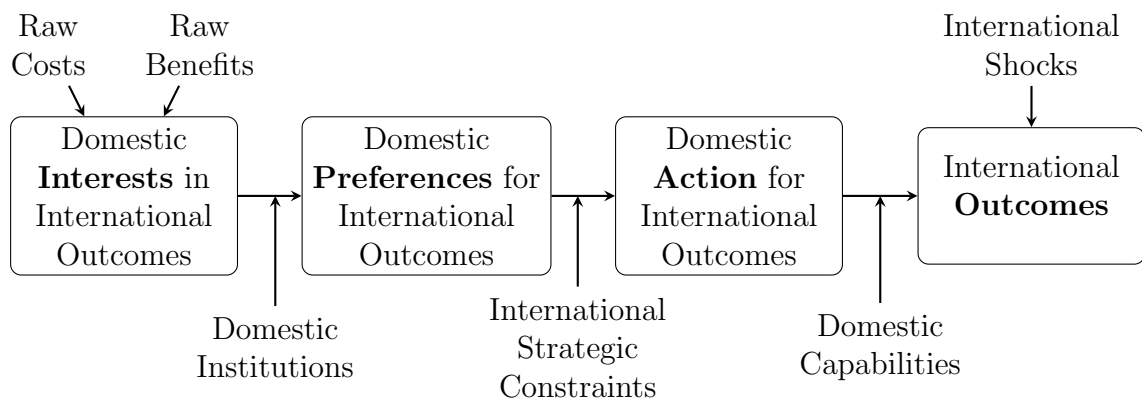 Raw
Costs
Raw
Benefits
International
Shocks
Domestic
Interests in
International
Outcomes
Domestic
Preferences for
International
Outcomes
Domestic
Action for
International
Outcomes
International
Outcomes
Domestic
Institutions
International
Strategic
Constraints
Domestic
Capabilities